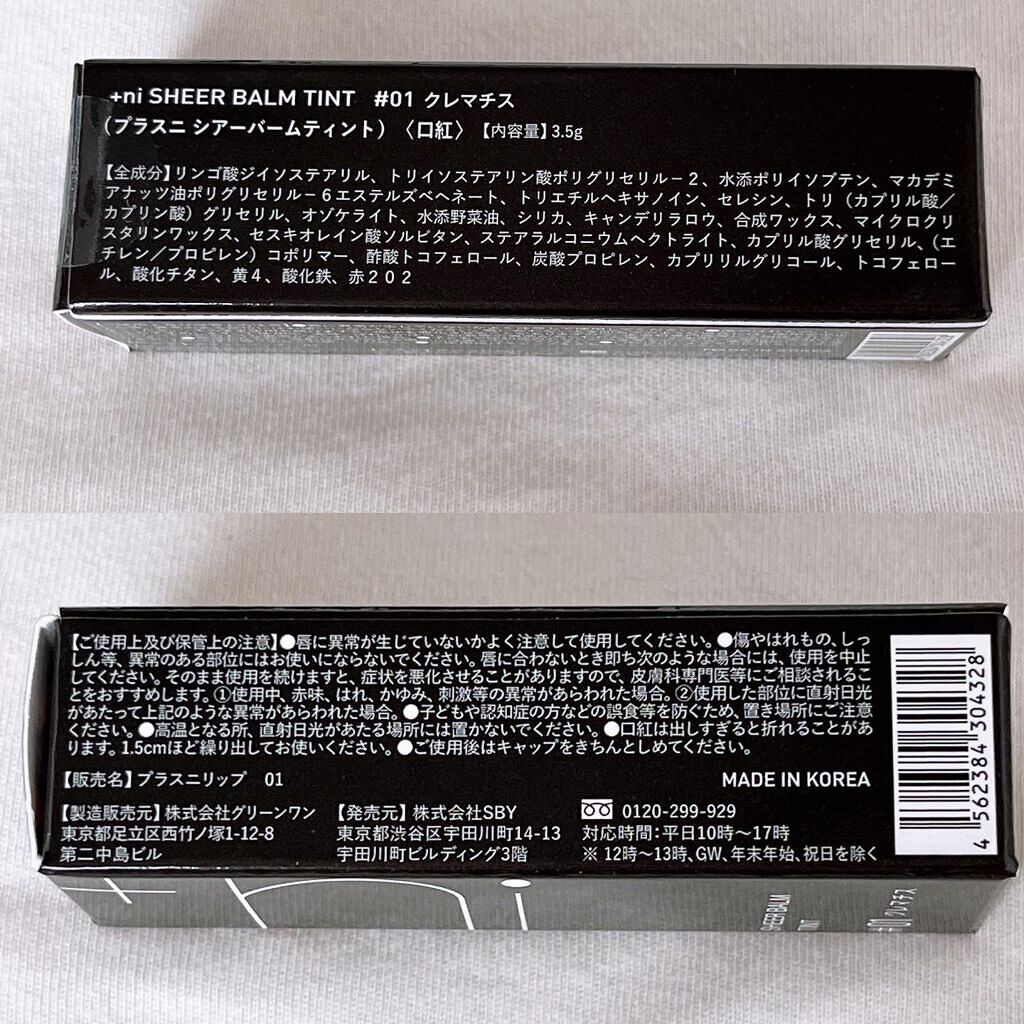 +ni SHEER BALM TINT #01 クレマチス
(プラスニ シアーバームティント)〈口紅〉【内容量】3.5g
【全成分】リンゴ酸ジイソステアリル、トリイソステアリン酸ポリグリセリル-2、水添ポリイソブテン、マカデミ
アナッツ油ポリグリセリル-6エステルズベヘネート、トリエチルヘキサノイン、セレシン、トリ(カプリル酸/
カプリン酸)グリセリル、オゾケライト、水添野菜油、シリカ、キャンデリラロウ、合成ワックス、マイクロクリ
スタリンワックス、セスキオレイン酸ソルビタン、ステアラルコニウムヘクトライト、カプリル酸グリセリル、(エ
チレン/プロピレン)コポリマー、酢酸トコフェロール、炭酸プロピレン、カプリリルグリコール、トコフェロー
ル、酸化チタン、黄4、酸化鉄、赤202
【ご使用上及び保管上の注意】●唇に異常が生じていないかよく注意して使用してください。●傷やはれもの、しっ
しん等、異常のある部位にはお使いにならないでください。唇に合わないとき即ち次のような場合には、使用を中止
してください。そのまま使用を続けますと、症状を悪化させることがありますので、皮膚科専門医等にご相談されるこ
とをおすすめします。①使用中、赤味、はれ、かゆみ、刺激等の異常があらわれた場合。②使用した部位に直射日光
があたって上記のような異常があらわれた場合。●子どもや認知症の方などの誤食等を防ぐため、置き場所にご注意
ください。●高温となる所、直射日光があたる場所には置かないでください。●口紅は出しすぎると折れることがあ
ります。1.5cmほど繰り出してお使いください。●ご使用後はキャップをきちんとしめてください。
【販売名】プラスニリップ 01
MADE IN KOREA
【製造販売元】株式会社グリーンワン
東京都足立区西竹ノ塚1-12-8
第二中島ビル
【発売元】株式会社SBY
東京都渋谷区宇田川町14-13
宇田川町ビルディング3階
0120-299-929
対応時間:平日10時〜17時
※ 12時〜13時、GW、年末年始、祝日を除く
4 562384 304328
+ni
SHEER BALM
TINT
#01 クレマチス